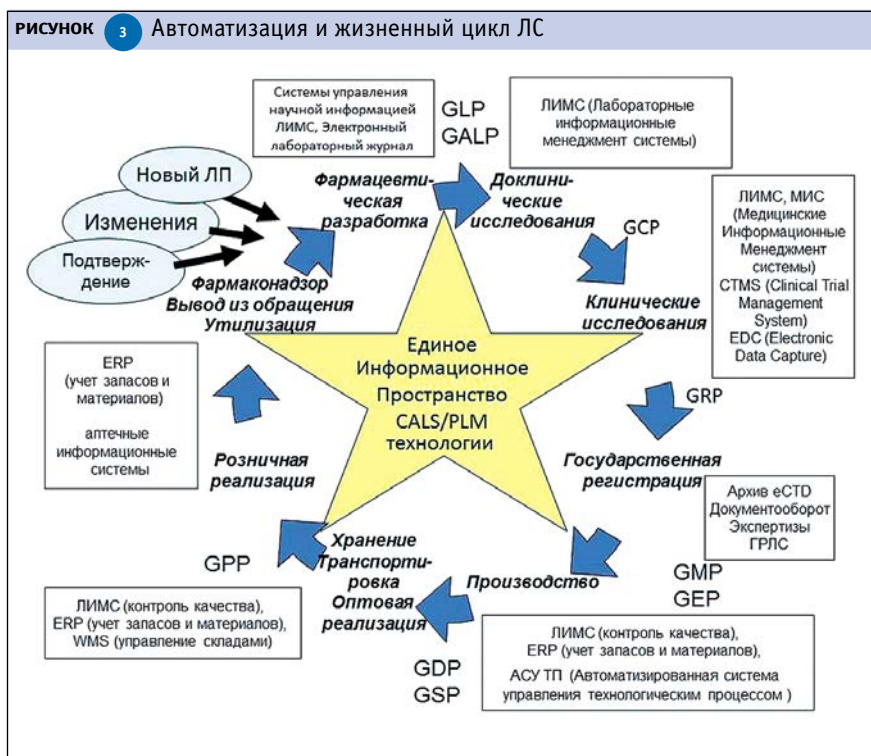 РИСУНОК 3 Автоматизация и жизненный цикл ЛС
Системы управления
научной информацией
ЛИМС, Электронный
лабораторный журнал
GLP
GALP
ЛИМС (Лабораторные
информационные
менеджмент системы)
Новый ЛП
Изменения
Подтверж-
дение
Фармацевти-
ческая
разработка
Доклини-
ческие
исследования
GCP
ЛИМС, МИС
(Медицинские
Информационные
Менеджмент
системы)
CTMS (Clinical Trial
Management
System)
EDC (Electronic
Data Capture)
Клинические
исследования
Фармаконадзор
Вывод из обращения
Утилизация
Единое
Информационное
Пространство
CALS/PLM
технологии
ERP
(учет запасов и
материалов)
аптечные
информационные
системы
GRP
Розничная
реализация
Государственная
регистрация
Архив eCTD
Документооборот
Экспертизы
ГРЛС
GPP
Хранение
Транспорти-
ровка
Оптовая
реализация
Производство
GMP
GEP
ЛИМС (контроль качества),
ERP (учет запасов и материалов),
WMS (управление складами)
GDP
GSP
ЛИМС (контроль качества),
ERP (учет запасов и материалов),
АСУ ТП (Автоматизированная система
управления технологическим процессом )